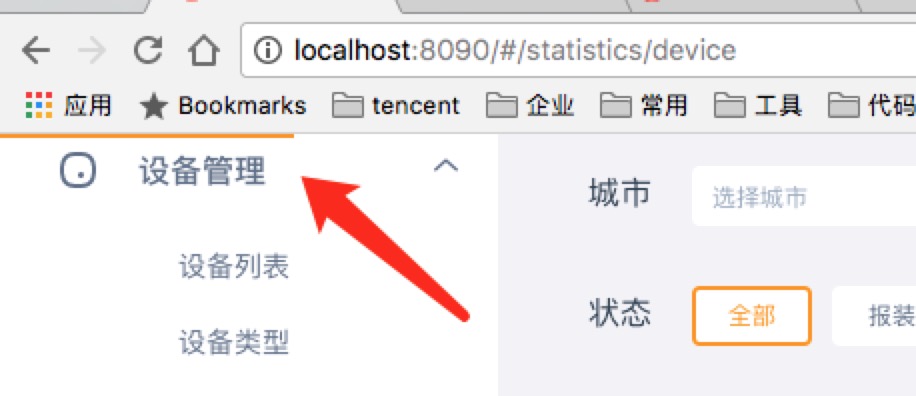 localhost:8090/#/statistics/device
应用 Bookmarks tencent 企业 常用 工具 代码
设备管理
城市 选择城市
设备列表
状态 全部 报装
设备类型